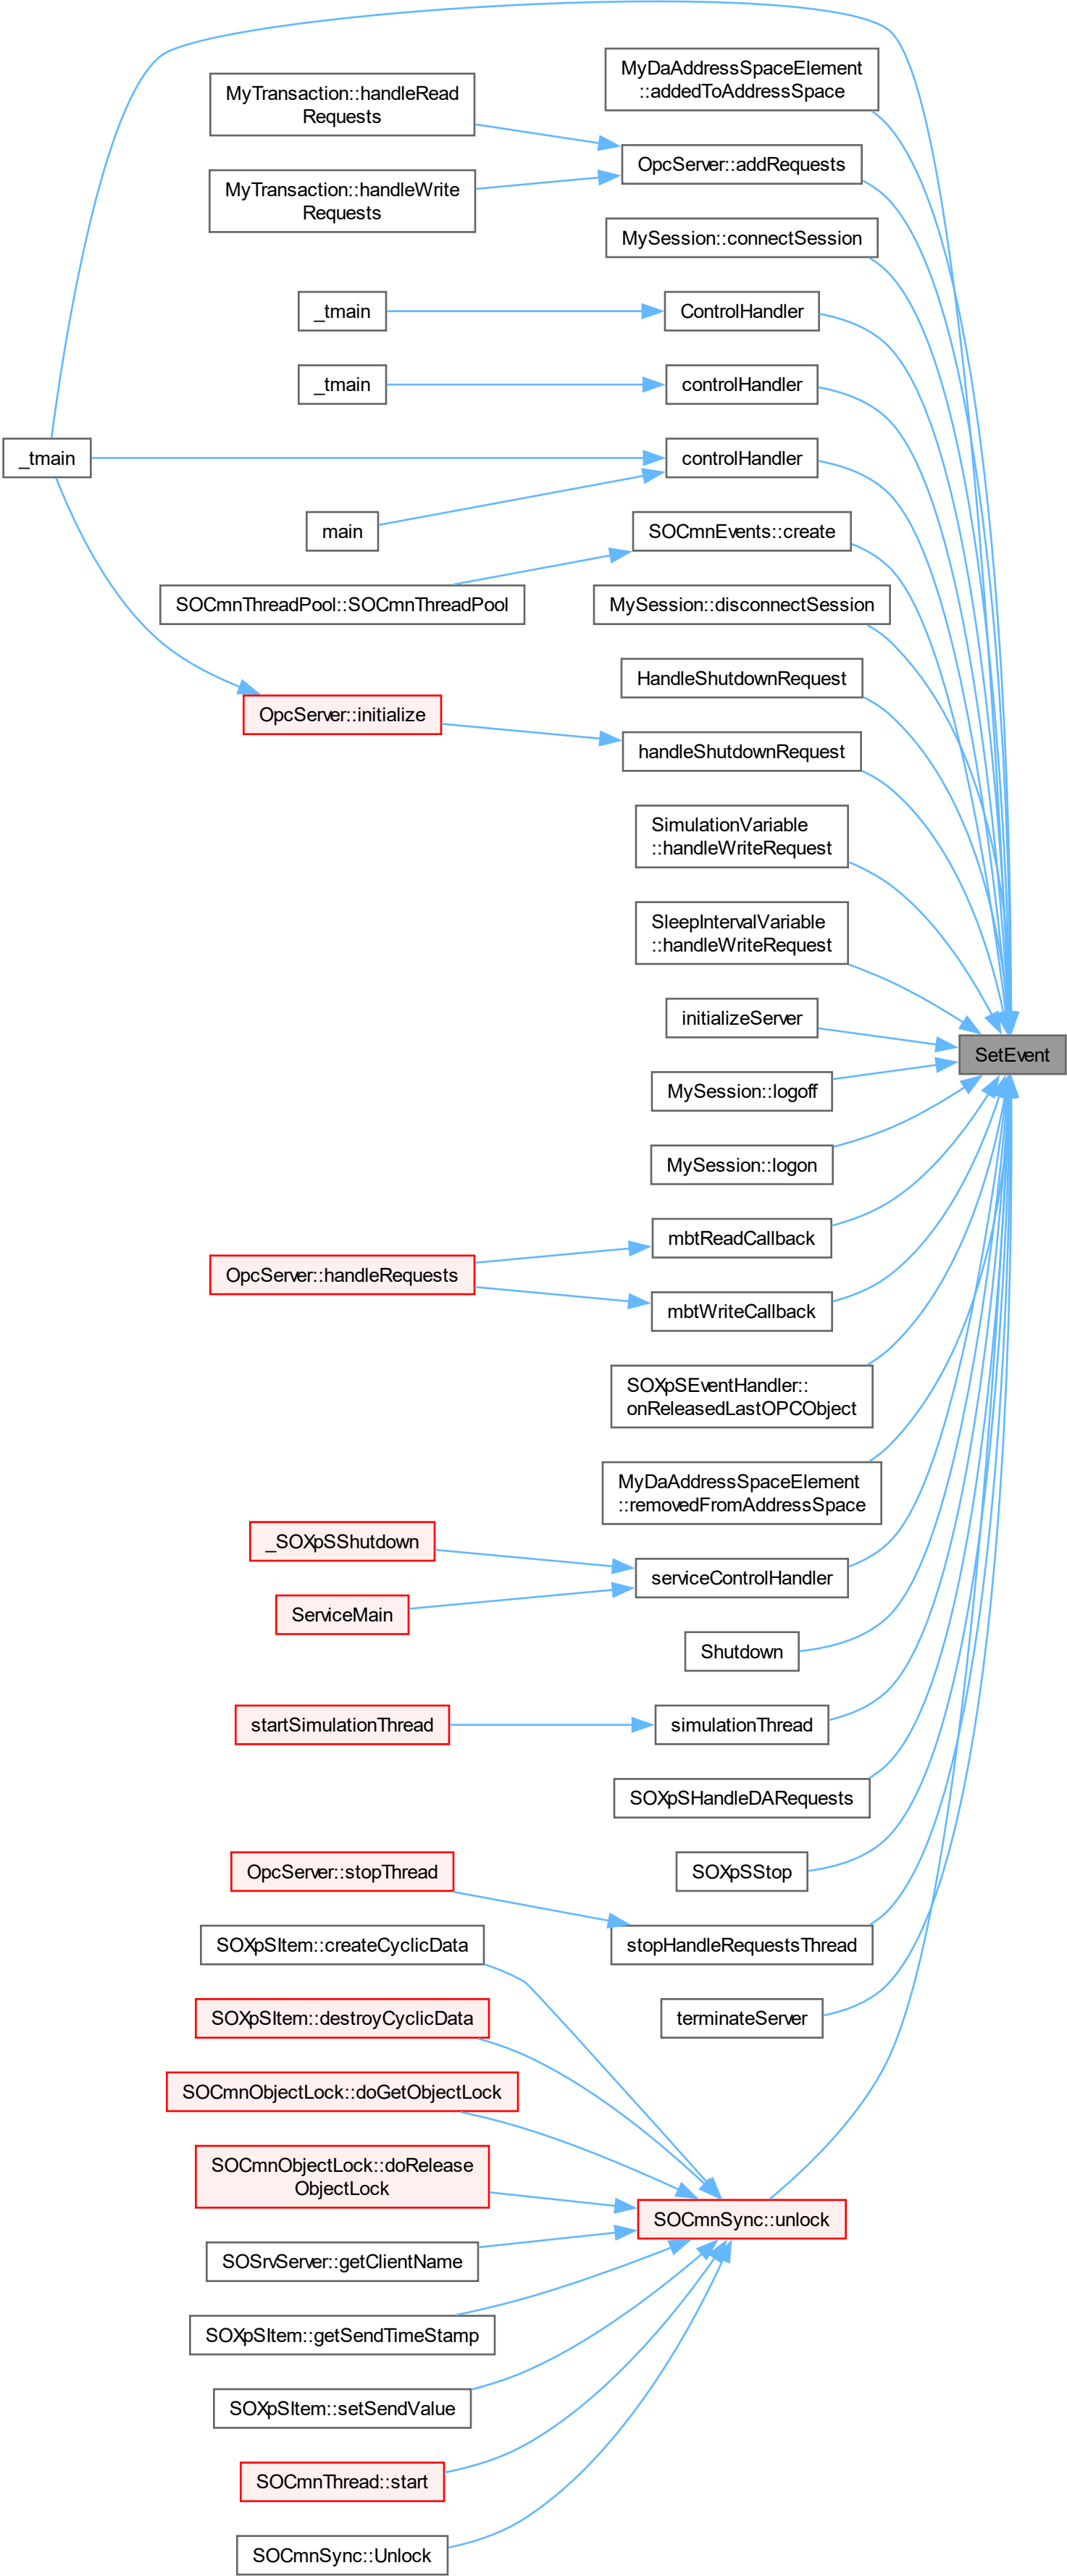 MyDaAddressSpaceElement
::addedToAddressSpace
MyTransaction::handleRead
Requests
OpcServer::addRequests
MyTransaction::handleWrite
Requests
MySession::connectSession
_tmain
ControlHandler
_tmain
controlHandler
_tmain
controlHandler
main
SOCmnEvents::create
SOCmnThreadPool::SOCmnThreadPool
MySession::disconnectSession
HandleShutdownRequest
OpcServer::initialize
handleShutdownRequest
SimulationVariable
::handleWriteRequest
SleepIntervalVariable
::handleWriteRequest
initializeServer
SetEvent
MySession::logoff
MySession::logon
mbtReadCallback
OpcServer::handleRequests
mbtWriteCallback
SOXpSEventHandler::
onReleasedLastOPCObject
MyDaAddressSpaceElement
::removedFromAddressSpace
_SOXpSShutdown
serviceControlHandler
ServiceMain
Shutdown
startSimulationThread
simulationThread
SOXpSHandleDARequests
OpcServer::stopThread
SOXpSStop
SOXpSItem::createCyclicData
stopHandleRequestsThread
SOXpSItem::destroyCyclicData
terminateServer
SOCmnObjectLock::doGetObjectLock
SOCmnObjectLock::doRelease
ObjectLock
SOCmnSync::unlock
SOSrvServer::getClientName
SOXpSItem::getSendTimeStamp
SOXpSItem::setSendValue
SOCmnThread::start
SOCmnSync::Unlock